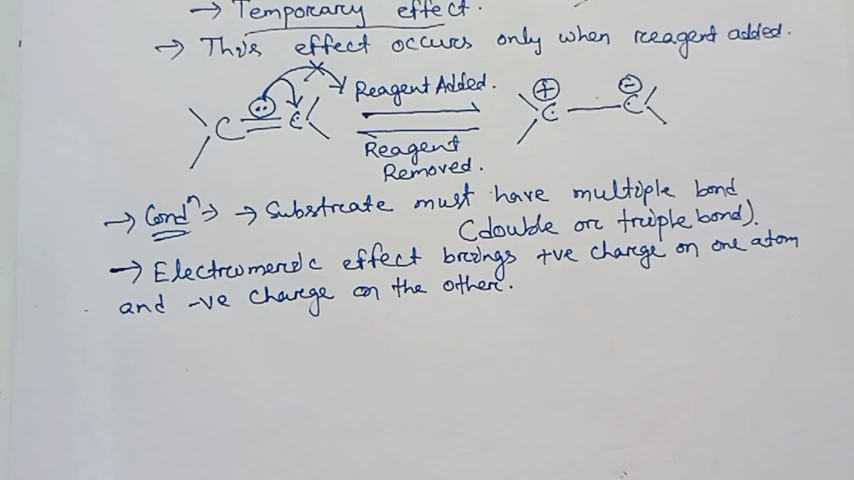 → Temporary effect.
→ This effect occurs only when reagent added.
Reagent Added.
C = C
⊕ ⊖
C — C
Reagent
Removed.
→ Condⁿ → → Substrate must have multiple bond
(double or triple bond).
→ Electromeric effect brings +ve charge on one atom
and -ve charge on the other.